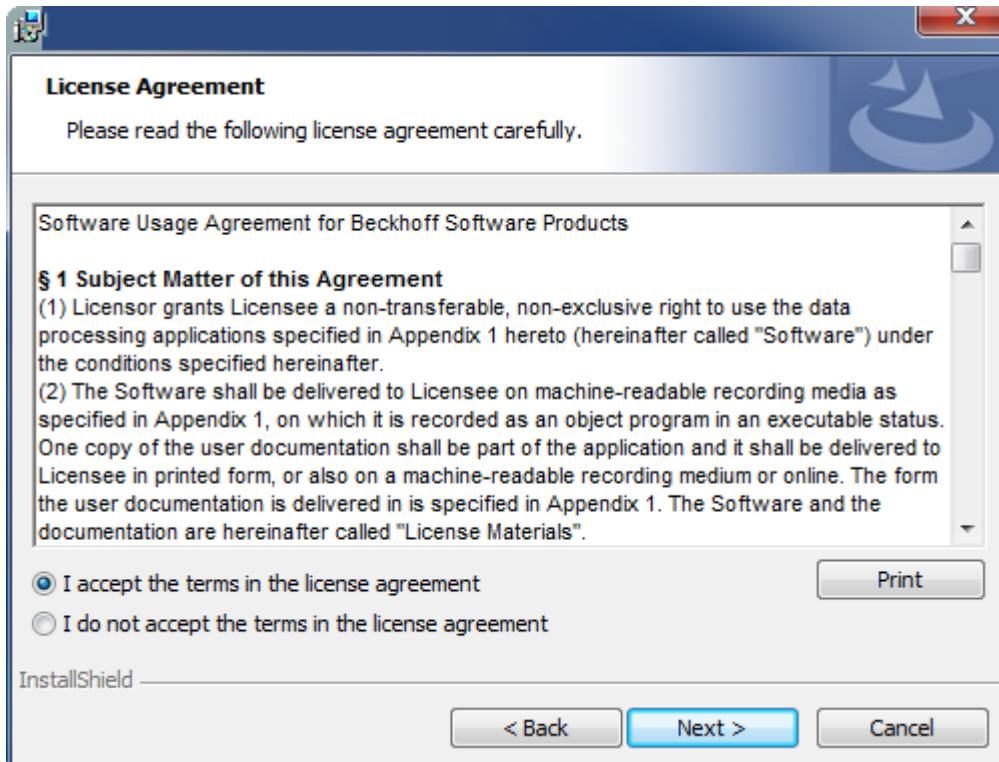 License Agreement
Please read the following license agreement carefully.
Software Usage Agreement for Beckhoff Software Products
§ 1 Subject Matter of this Agreement
(1) Licensor grants Licensee a non-transferable, non-exclusive right to use the data
processing applications specified in Appendix 1 hereto (hereinafter called "Software") under
the conditions specified hereinafter.
(2) The Software shall be delivered to Licensee on machine-readable recording media as
specified in Appendix 1, on which it is recorded as an object program in an executable status.
One copy of the user documentation shall be part of the application and it shall be delivered to
Licensee in printed form, or also on a machine-readable recording medium or online. The form
the user documentation is delivered in is specified in Appendix 1. The Software and the
documentation are hereinafter called "License Materials".
I accept the terms in the license agreement
Print
I do not accept the terms in the license agreement
InstallShield
< Back
Next >
Cancel